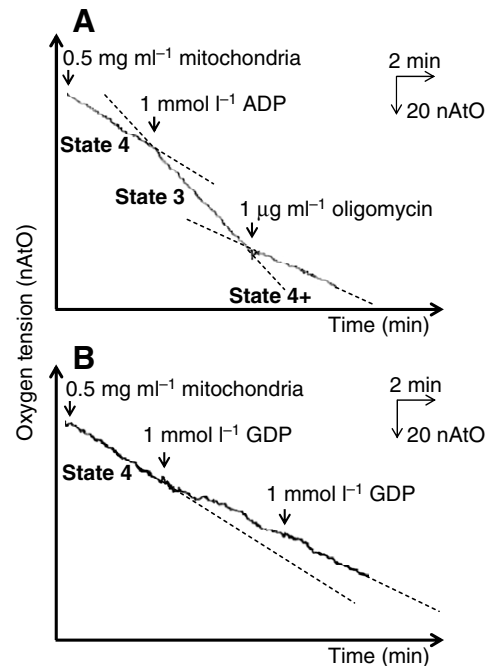 A
0.5 mg ml–1 mitochondria
2 min
1 mmol l–1 ADP
20 nAtO
State 4
State 3
1 μg ml–1 oligomycin
State 4+
Time (min)
Oxygen tension (nAtO)
B
0.5 mg ml–1 mitochondria
2 min
1 mmol l–1 GDP
20 nAtO
State 4
1 mmol l–1 GDP
Time (min)